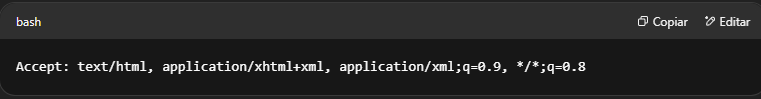 bash
Copiar
Editar
Accept: text/html, application/xhtml+xml, application/xml;q=0.9, */*;q=0.8